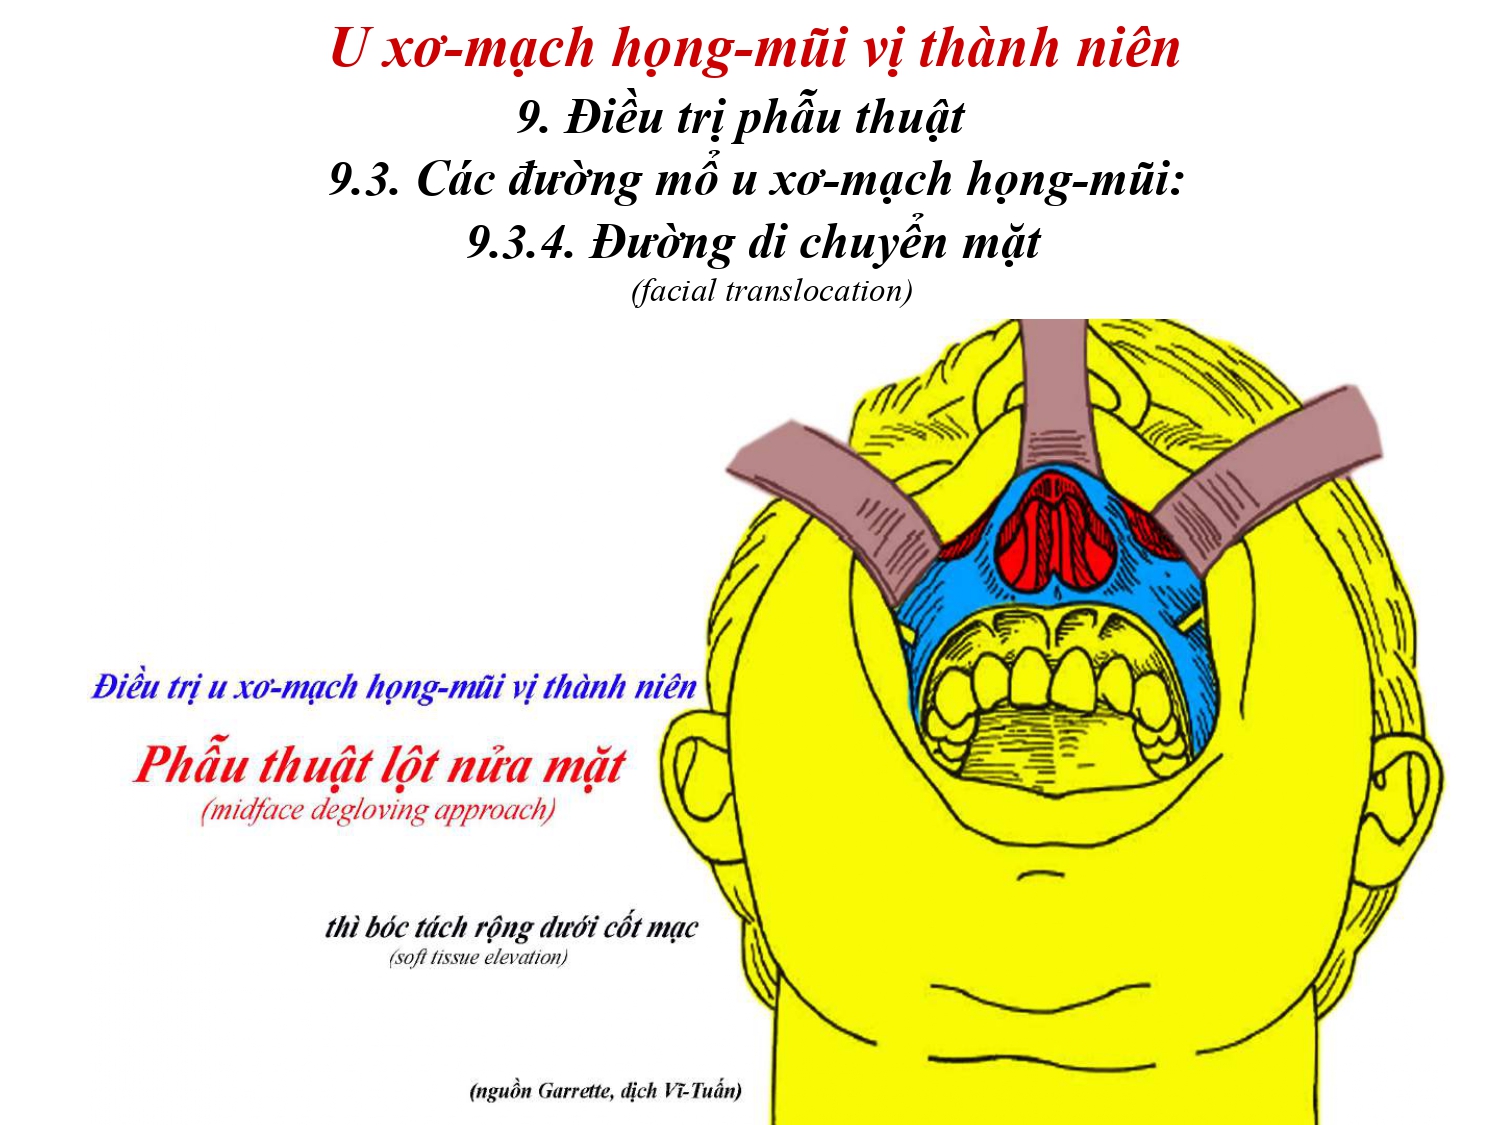 U xơ-mạch họng-mũi vị thành niên
9. Điều trị phẫu thuật
9.3. Các đường mổ u xơ-mạch họng-mũi:
9.3.4. Đường di chuyển mặt
(facial translocation)
Điều trị u xơ-mạch họng-mũi vị thành niên
Phẫu thuật lột nửa mặt
(midface degloving approach)
thì bóc tách rộng dưới cốt mạc
(soft tissue elevation)
(nguồn Garrette, dịch Vĩ-Tuấn)